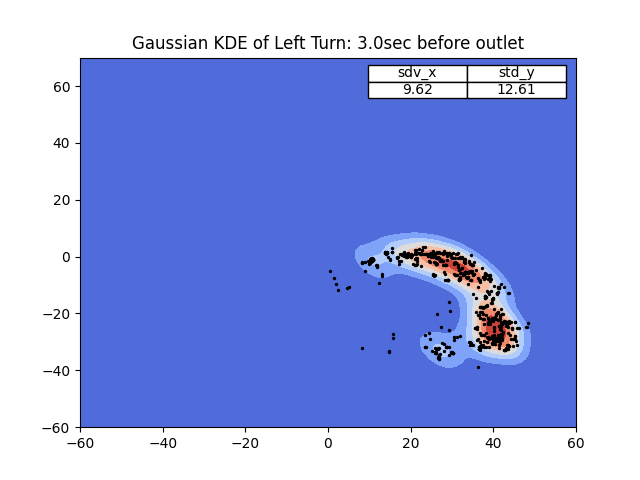 Gaussian KDE of Left Turn: 3.0sec before outlet
sdv_x std_y
9.62 12.61
60
40
20
0
−20
−40
−60
−60 −40 −20 0 20 40 60